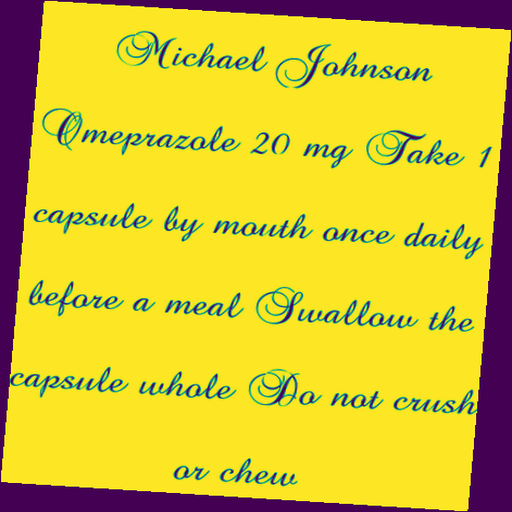 Michael Johnson
Omeprazole 20 mg Take 1
capsule by mouth once daily
before a meal Swallow the
capsule whole Do not crush
or chew